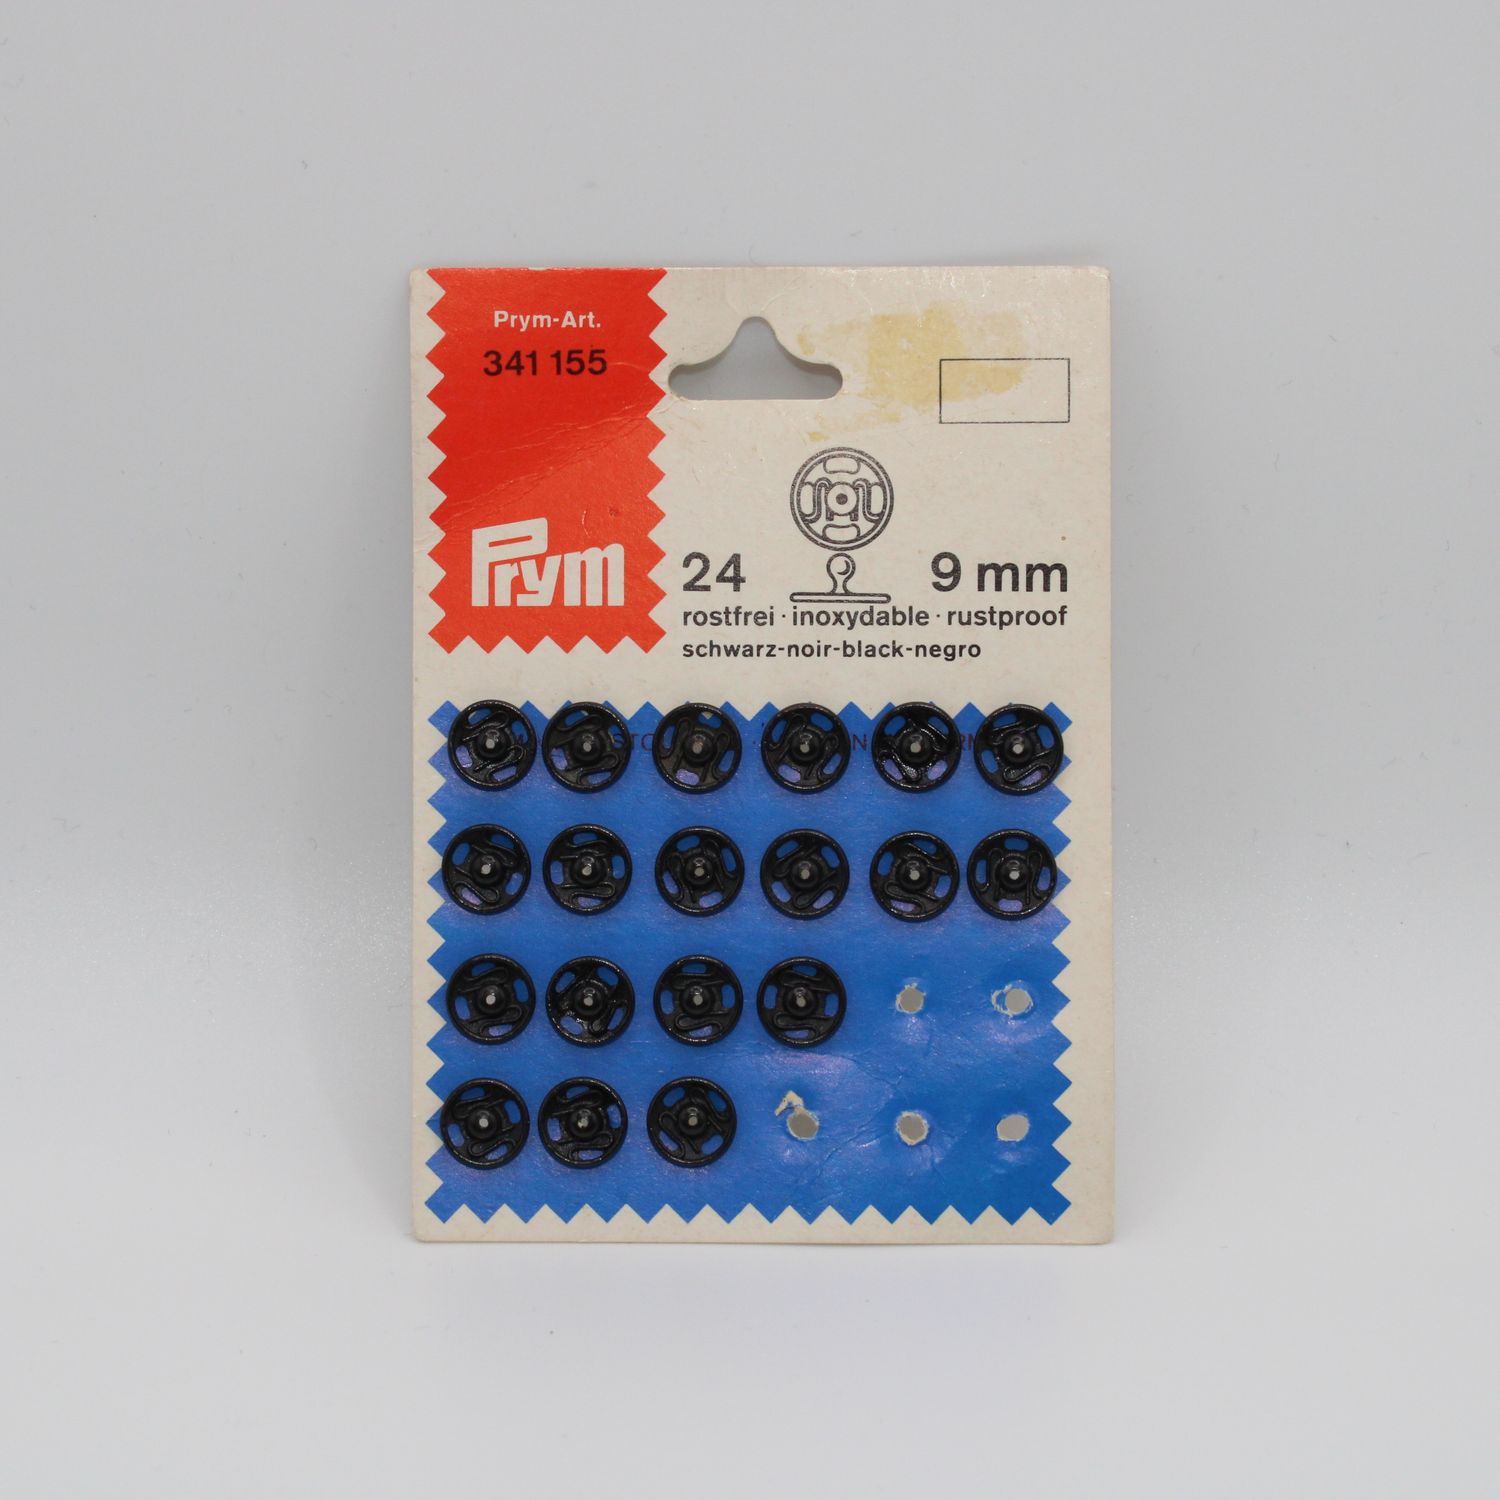 Prym-Art.
341 155
Prym
24 9 mm
rostfrei · inoxydable · rustproof
schwarz-noir-black-negro